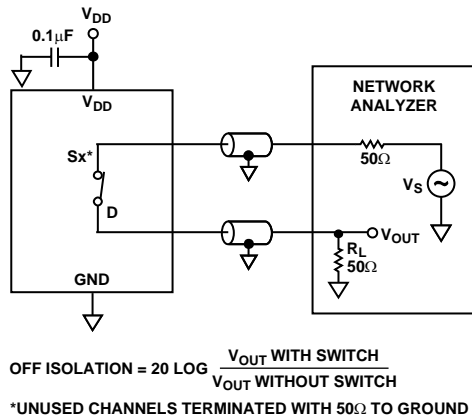 VDD
0.1µF
VDD
NETWORK
ANALYZER
Sx*
50Ω
VS
D
VOUT
RL
50Ω
GND
OFF ISOLATION = 20 LOG VOUT WITH SWITCH
VOUT WITHOUT SWITCH
*UNUSED CHANNELS TERMINATED WITH 50Ω TO GROUND